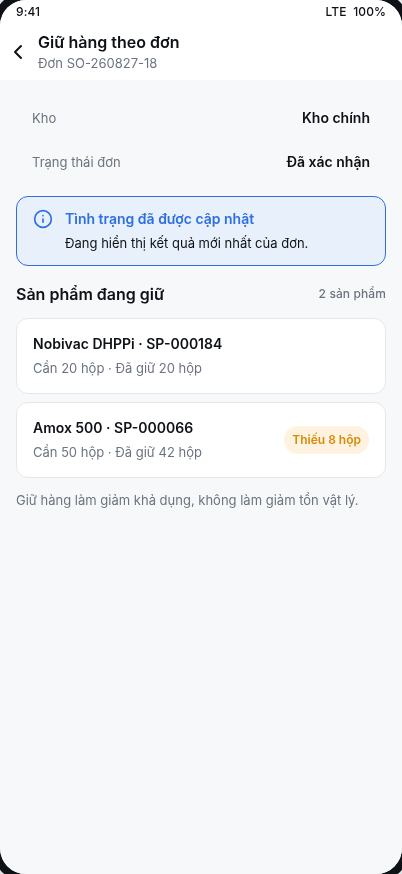 9:41
LTE 100%
Giữ hàng theo đơn
Đơn SO-260827-18
Kho
Kho chính
Trạng thái đơn
Đã xác nhận
Tình trạng đã được cập nhật
Đang hiển thị kết quả mới nhất của đơn.
Sản phẩm đang giữ
2 sản phẩm
Nobivac DHPPi · SP-000184
Cần 20 hộp · Đã giữ 20 hộp
Amox 500 · SP-000066
Cần 50 hộp · Đã giữ 42 hộp
Thiếu 8 hộp
Giữ hàng làm giảm khả dụng, không làm giảm tồn vật lý.